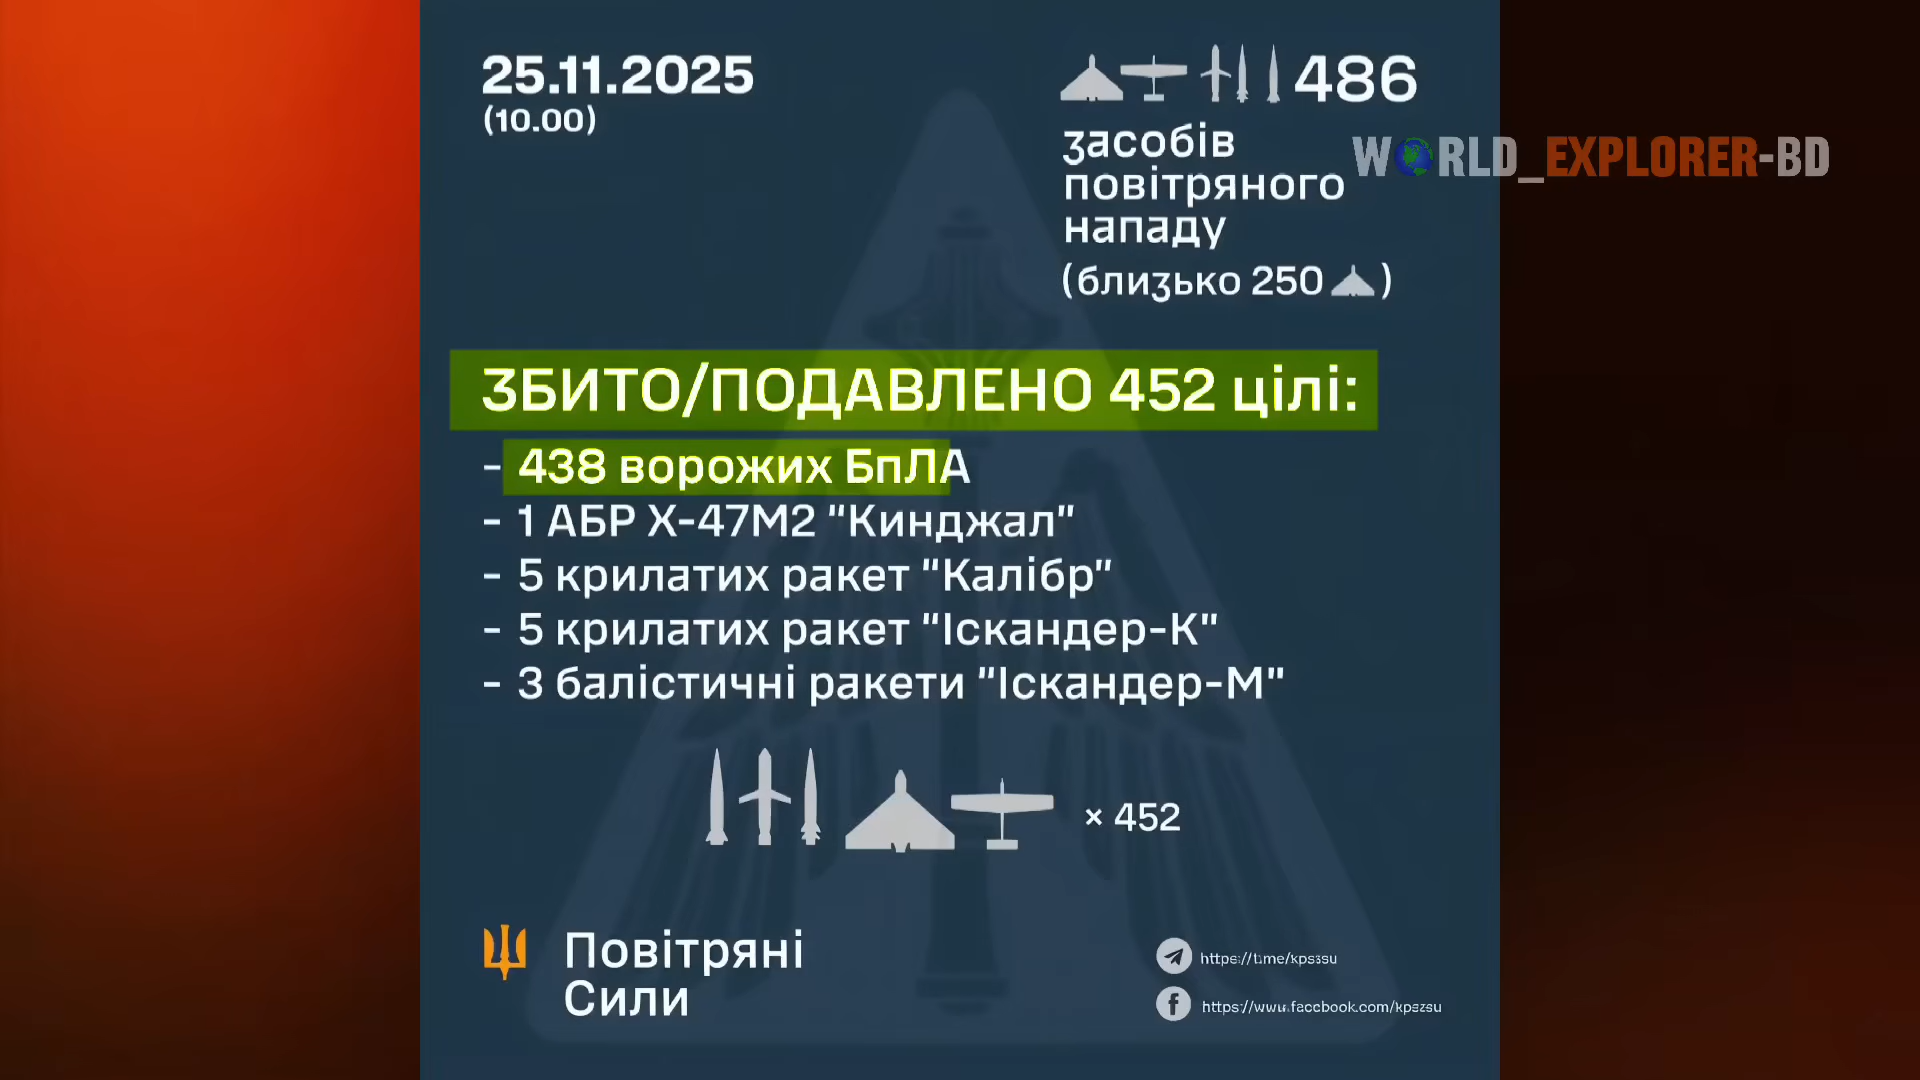 25.11.2025
(10.00)
486
засобів
повітряного
нападу
(близько 250)
WORLD_EXPLORER-BD
ЗБИТО/ПОДАВЛЕНО 452 цілі:
- 438 ворожих БпЛА
- 1 АБР Х-47М2 "Кинджал"
- 5 крилатих ракет "Калібр"
- 5 крилатих ракет "Іскандер-К"
- 3 балістичні ракети "Іскандер-М"
× 452
Повітряні
Сили
https://t.me/kpszsu
https://www.facebook.com/kpszsu